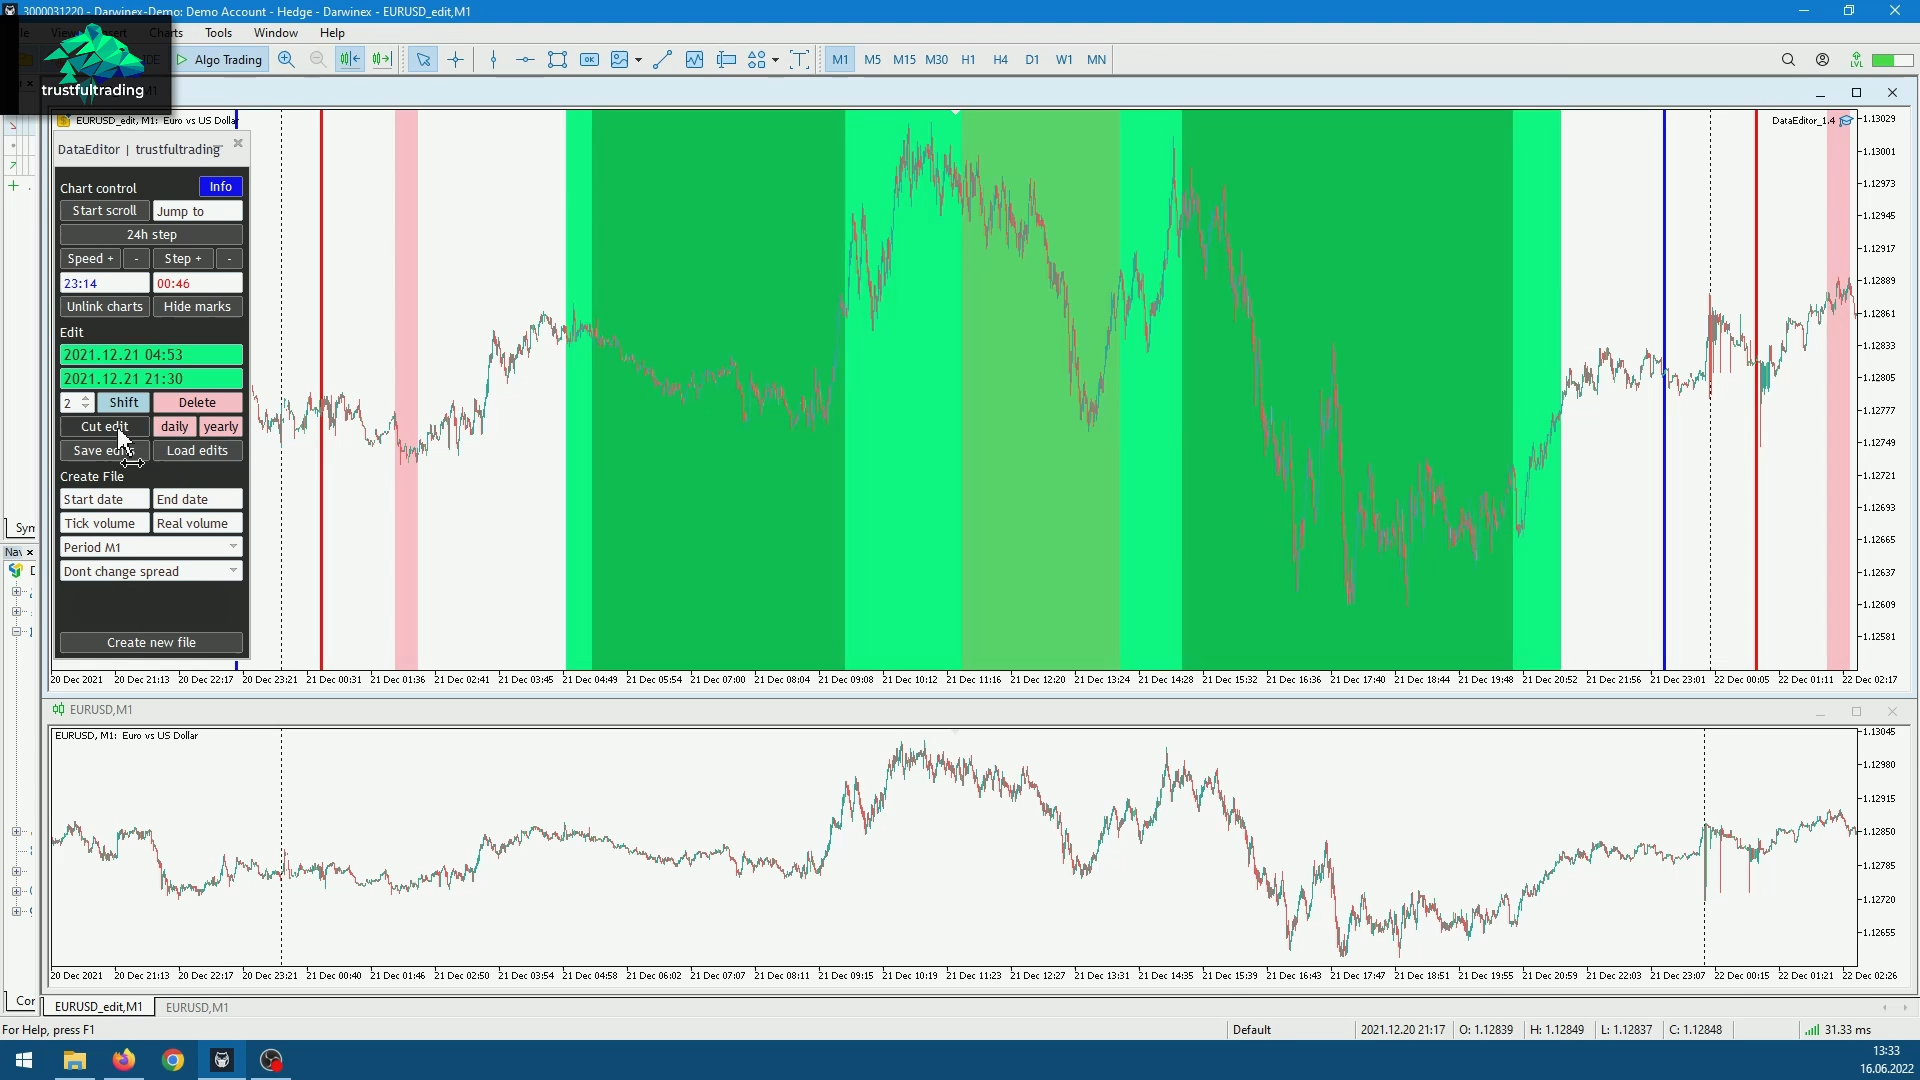 3000031220 - Darwinex-Demo: Demo Account - Hedge - Darwinex - EURUSD_edit,M1
Charts Tools Window Help
trustfultrading
Algo Trading
M1 M5 M15 M30 H1 H4 D1 W1 MN
LVL
EURUSD_edit, M1: Euro vs US Dollar
DataEditor_1.4
DataEditor | trustfultrading
Chart control Info
Start scroll Jump to
24h step
Speed + - Step + -
23:14 00:46
Unlink charts Hide marks
Edit
2021.12.21 04:53
2021.12.21 21:30
2 Shift Delete
Cut edit daily yearly
Save edits Load edits
Create File
Start date End date
Tick volume Real volume
Period M1
Dont change spread
Create new file
1.13029
1.13001
1.12973
1.12945
1.12917
1.12889
1.12861
1.12833
1.12805
1.12777
1.12749
1.12721
1.12693
1.12665
1.12637
1.12609
1.12581
20 Dec 2021 20 Dec 21:13 20 Dec 22:17 20 Dec 23:21 21 Dec 00:31 21 Dec 01:36 21 Dec 02:41 21 Dec 03:45 21 Dec 04:49 21 Dec 05:54 21 Dec 07:00 21 Dec 08:04 21 Dec 09:08 21 Dec 10:12 21 Dec 11:16 21 Dec 12:20 21 Dec 13:24 21 Dec 14:28 21 Dec 15:32 21 Dec 16:36 21 Dec 17:40 21 Dec 18:44 21 Dec 19:48 21 Dec 20:52 21 Dec 21:56 21 Dec 23:01 22 Dec 00:05 22 Dec 01:11 22 Dec 02:17
EURUSD,M1
EURUSD, M1: Euro vs US Dollar
1.13045
1.12980
1.12915
1.12850
1.12785
1.12720
1.12655
20 Dec 2021 20 Dec 21:13 20 Dec 22:17 20 Dec 23:21 21 Dec 00:40 21 Dec 01:46 21 Dec 02:50 21 Dec 03:54 21 Dec 04:58 21 Dec 06:02 21 Dec 07:07 21 Dec 08:11 21 Dec 09:15 21 Dec 10:19 21 Dec 11:23 21 Dec 12:27 21 Dec 13:31 21 Dec 14:35 21 Dec 15:39 21 Dec 16:43 21 Dec 17:47 21 Dec 18:51 21 Dec 19:55 21 Dec 20:59 21 Dec 22:03 21 Dec 23:07 22 Dec 00:15 22 Dec 01:21 22 Dec 02:26
EURUSD_edit,M1 EURUSD,M1
For Help, press F1 Default 2021.12.20 21:17 O: 1.12839 H: 1.12849 L: 1.12837 C: 1.12848 31.33 ms
13:33
16.06.2022